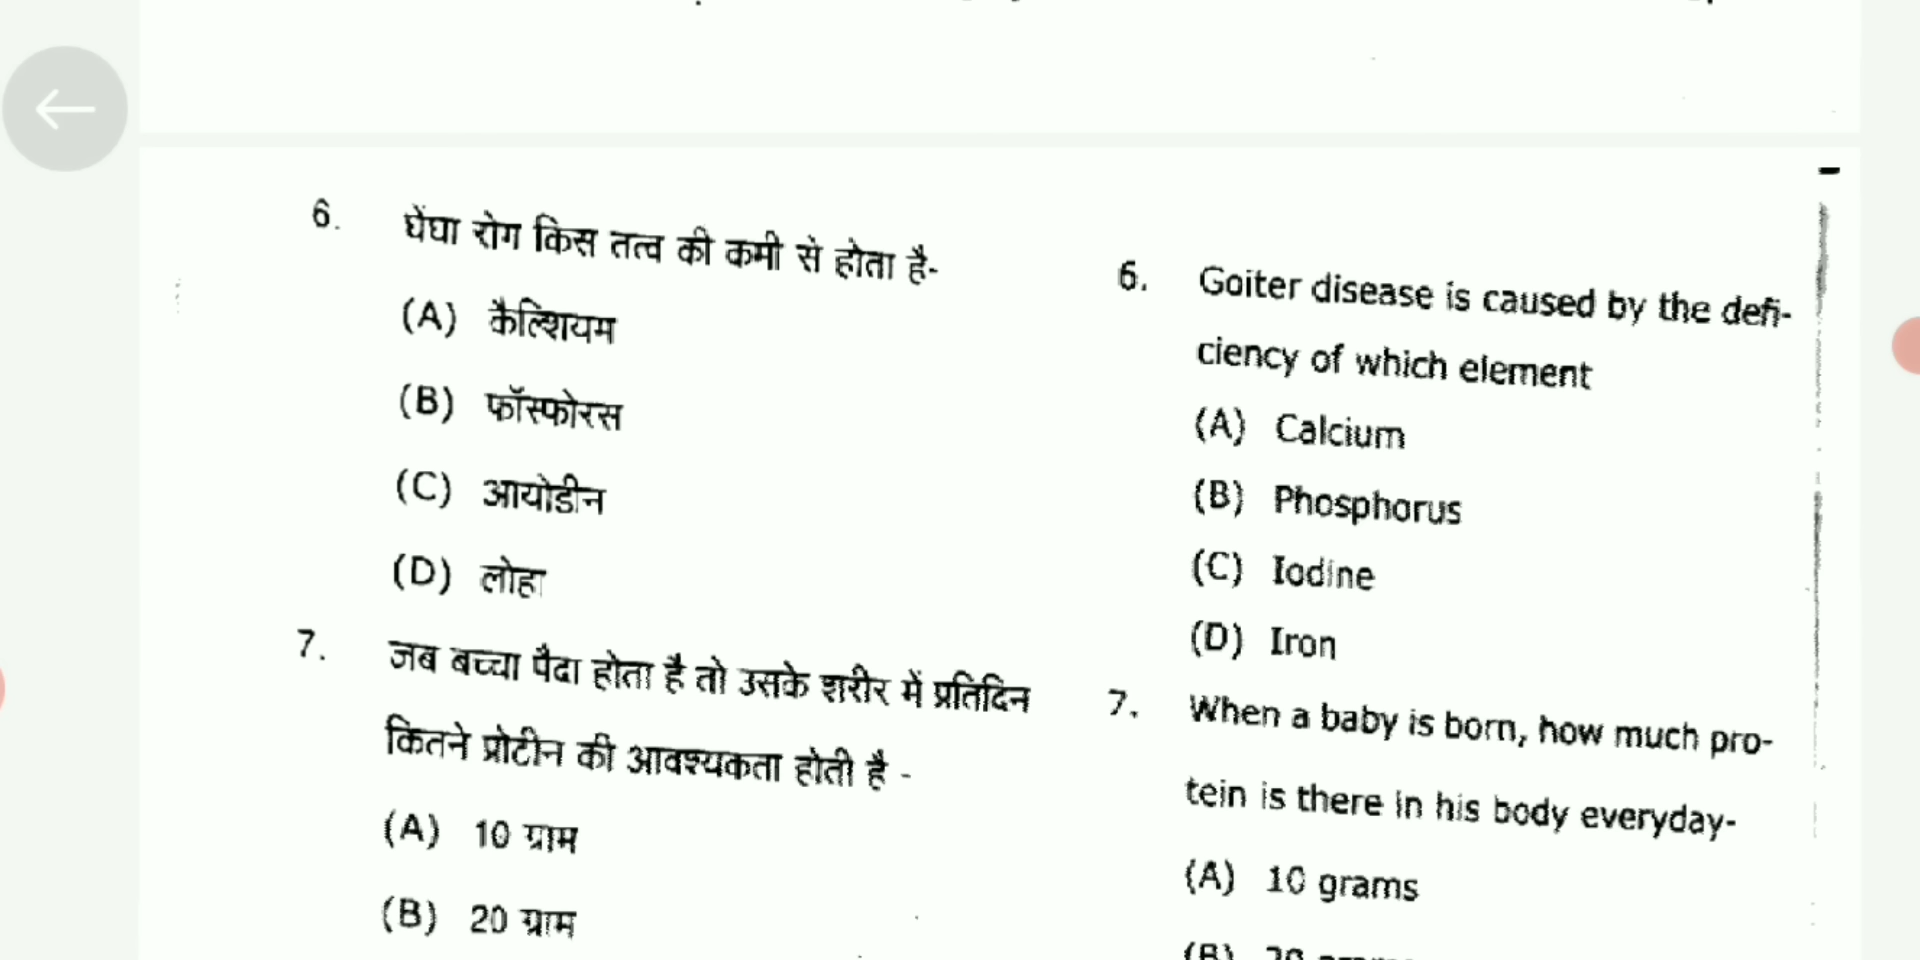 6. घेंघा रोग किस तत्व की कमी से होता है-
(A) कैल्शियम
(B) फॉस्फोरस
(C) आयोडीन
(D) लोहा
7. जब बच्चा पैदा होता है तो उसके शरीर में प्रतिदिन
कितने प्रोटीन की आवश्यकता होती है -
(A) 10 ग्राम
(B) 20 ग्राम
6. Goiter disease is caused by the defi-
ciency of which element
(A) Calcium
(B) Phosphorus
(C) Iodine
(D) Iron
7. When a baby is born, how much pro-
tein is there in his body everyday-
(A) 10 grams
(B) 20 grams